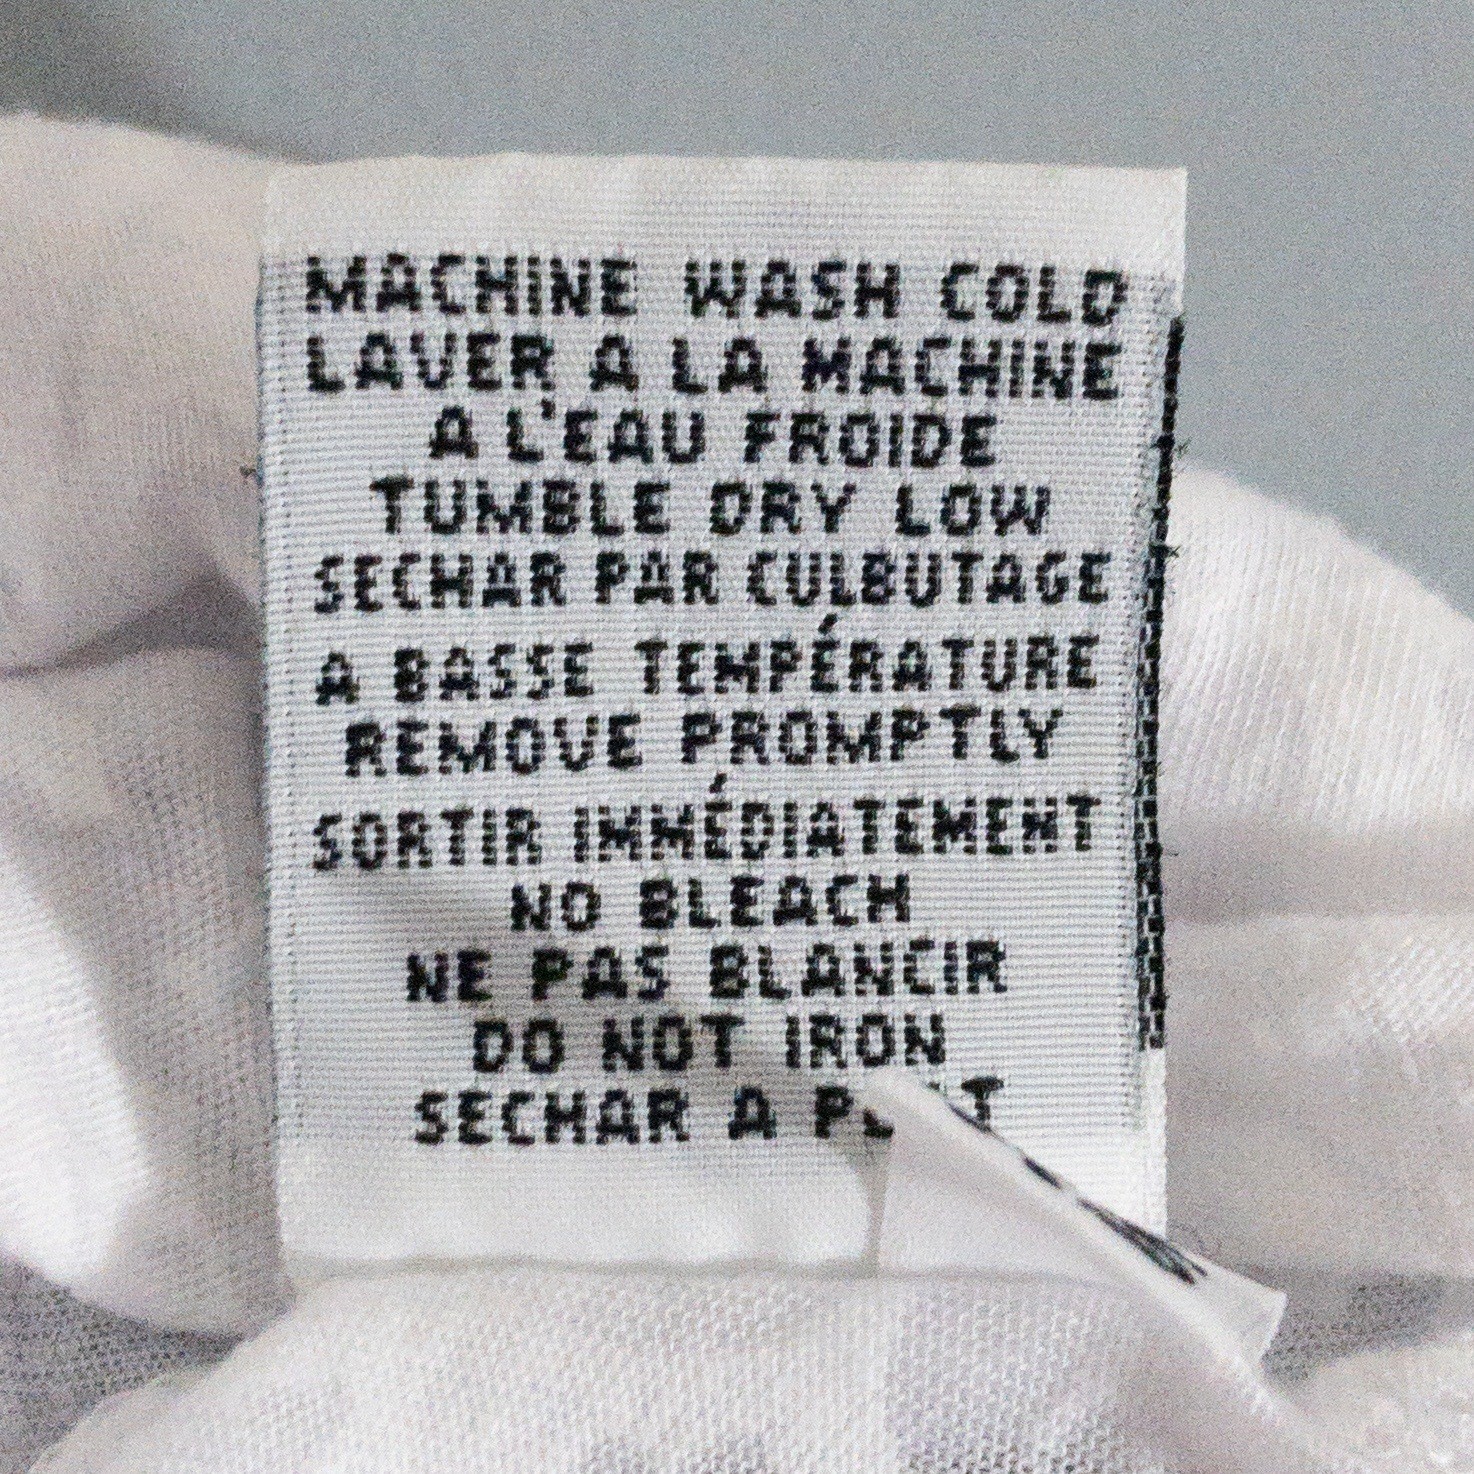 MACHINE WASH COLD
LAVER A LA MACHINE
A L'EAU FROIDE
TUMBLE DRY LOW
SECHAR PAR CULBUTAGE
A BASSE TEMPÉRATURE
REMOVE PROMPTLY
SORTIR IMMÉDIATEMENT
NO BLEACH
NE PAS BLANCIR
DO NOT IRON
SECHAR A